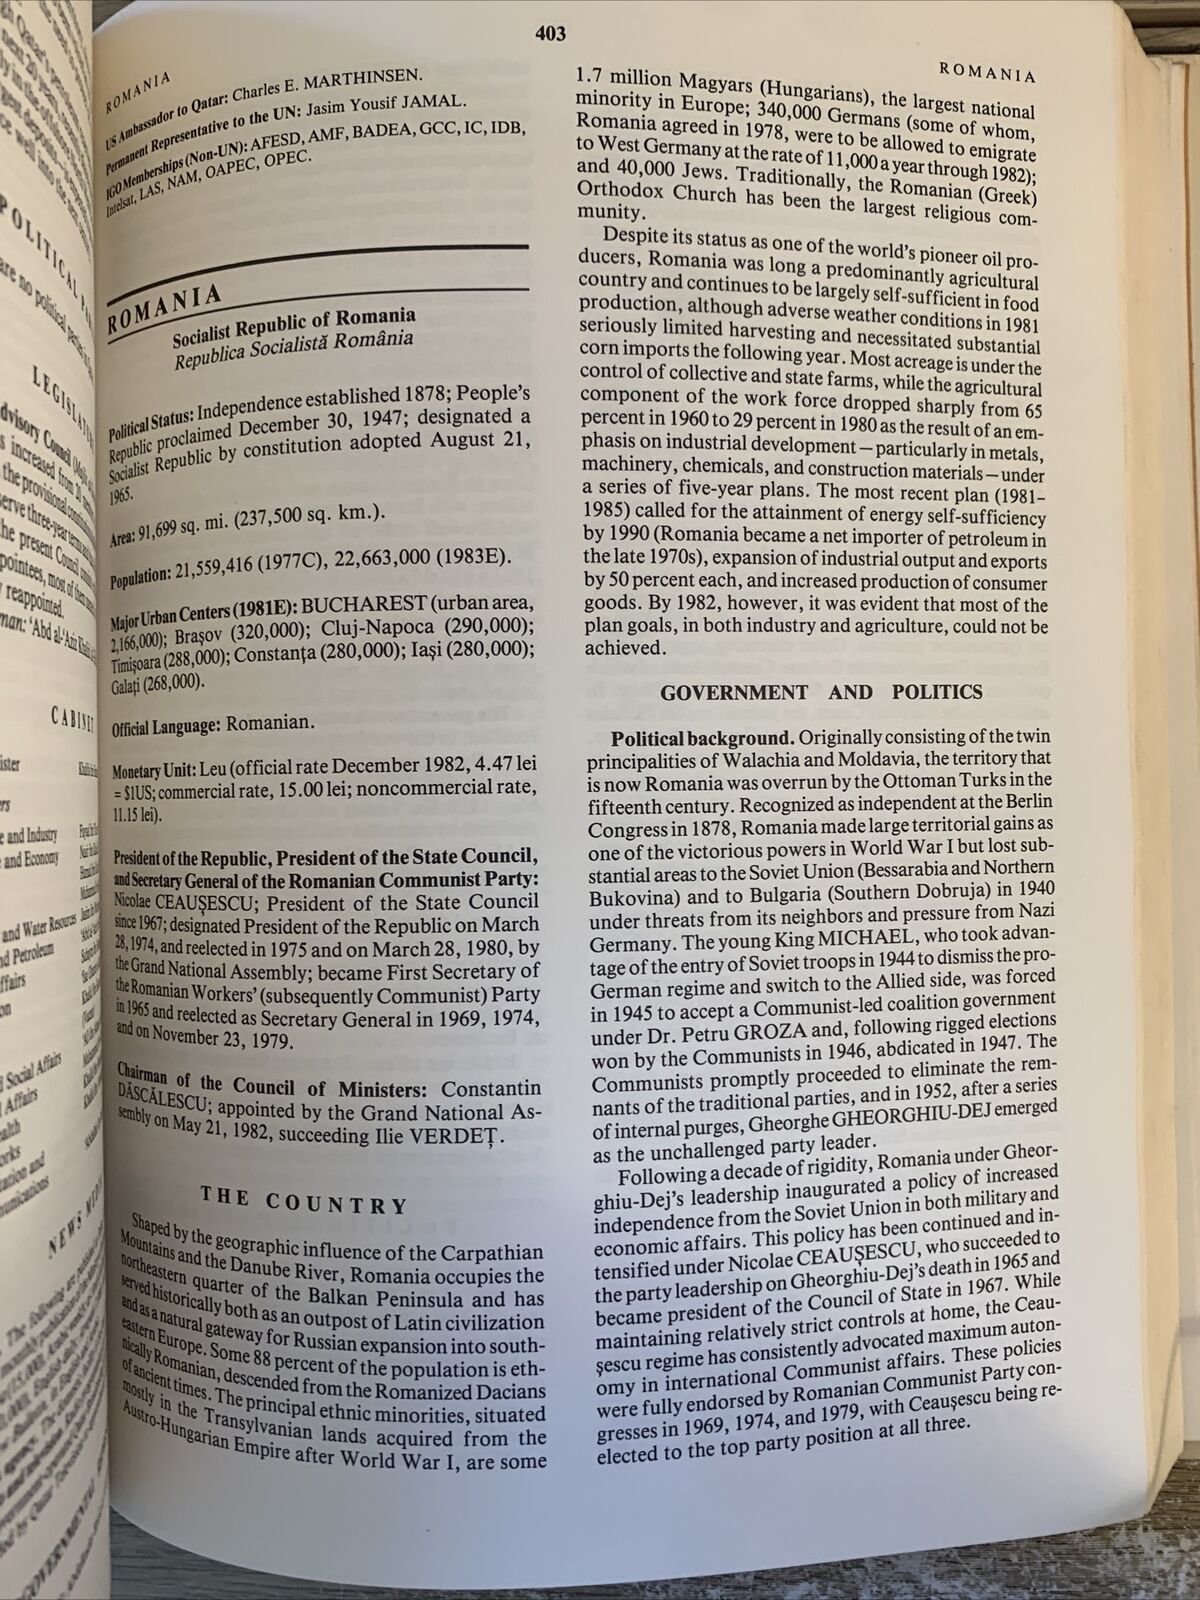 403
ROMANIA
ROMANIA
US Ambassador to Qatar: Charles E. MARTHINSEN.
Permanent Representative to the UN: Jasim Yousif JAMAL.
IGO Memberships (Non-UN): AFESD, AMF, BADEA, GCC, IC, IDB,
Intelsat, LAS, NAM, OAPEC, OPEC.
ROMANIA
Socialist Republic of Romania
Republica Socialistă România
Political Status: Independence established 1878; People's
Republic proclaimed December 30, 1947; designated a
Socialist Republic by constitution adopted August 21,
1965.
Area: 91,699 sq. mi. (237,500 sq. km.).
Population: 21,559,416 (1977C), 22,663,000 (1983E).
Major Urban Centers (1981E): BUCHAREST (urban area,
2,166,000); Braşov (320,000); Cluj-Napoca (290,000);
Timişoara (288,000); Constanţa (280,000); Iaşi (280,000);
Galaţi (268,000).
Official Language: Romanian.
Monetary Unit: Leu (official rate December 1982, 4.47 lei
= $1US; commercial rate, 15.00 lei; noncommercial rate,
11.15 lei).
President of the Republic, President of the State Council,
and Secretary General of the Romanian Communist Party:
Nicolae CEAUŞESCU; President of the State Council
since 1967; designated President of the Republic on March
28, 1974, and reelected in 1975 and on March 28, 1980, by
the Grand National Assembly; became First Secretary of
the Romanian Workers' (subsequently Communist) Party
in 1965 and reelected as Secretary General in 1969, 1974,
and on November 23, 1979.
Chairman of the Council of Ministers: Constantin
DĂSCĂLESCU; appointed by the Grand National As-
sembly on May 21, 1982, succeeding Ilie VERDEŢ.
THE COUNTRY
Shaped by the geographic influence of the Carpathian
Mountains and the Danube River, Romania occupies the
northeastern quarter of the Balkan Peninsula and has
served historically both as an outpost of Latin civilization
and as a natural gateway for Russian expansion into south-
eastern Europe. Some 88 percent of the population is eth-
nically Romanian, descended from the Romanized Dacians
of ancient times. The principal ethnic minorities, situated
mostly in the Transylvanian lands acquired from the
Austro-Hungarian Empire after World War I, are some
1.7 million Magyars (Hungarians), the largest national
minority in Europe; 340,000 Germans (some of whom,
Romania agreed in 1978, were to be allowed to emigrate
to West Germany at the rate of 11,000 a year through 1982);
and 40,000 Jews. Traditionally, the Romanian (Greek)
Orthodox Church has been the largest religious com-
munity.
Despite its status as one of the world's pioneer oil pro-
ducers, Romania was long a predominantly agricultural
country and continues to be largely self-sufficient in food
production, although adverse weather conditions in 1981
seriously limited harvesting and necessitated substantial
corn imports the following year. Most acreage is under the
control of collective and state farms, while the agricultural
component of the work force dropped sharply from 65
percent in 1960 to 29 percent in 1980 as the result of an em-
phasis on industrial development—particularly in metals,
machinery, chemicals, and construction materials—under
a series of five-year plans. The most recent plan (1981–
1985) called for the attainment of energy self-sufficiency
by 1990 (Romania became a net importer of petroleum in
the late 1970s), expansion of industrial output and exports
by 50 percent each, and increased production of consumer
goods. By 1982, however, it was evident that most of the
plan goals, in both industry and agriculture, could not be
achieved.
GOVERNMENT AND POLITICS
Political background. Originally consisting of the twin
principalities of Walachia and Moldavia, the territory that
is now Romania was overrun by the Ottoman Turks in the
fifteenth century. Recognized as independent at the Berlin
Congress in 1878, Romania made large territorial gains as
one of the victorious powers in World War I but lost sub-
stantial areas to the Soviet Union (Bessarabia and Northern
Bukovina) and to Bulgaria (Southern Dobruja) in 1940
under threats from its neighbors and pressure from Nazi
Germany. The young King MICHAEL, who took advan-
tage of the entry of Soviet troops in 1944 to dismiss the pro-
German regime and switch to the Allied side, was forced
in 1945 to accept a Communist-led coalition government
under Dr. Petru GROZA and, following rigged elections
won by the Communists in 1946, abdicated in 1947. The
Communists promptly proceeded to eliminate the rem-
nants of the traditional parties, and in 1952, after a series
of internal purges, Gheorghe GHEORGHIU-DEJ emerged
as the unchallenged party leader.
Following a decade of rigidity, Romania under Gheor-
ghiu-Dej's leadership inaugurated a policy of increased
independence from the Soviet Union in both military and
economic affairs. This policy has been continued and in-
tensified under Nicolae CEAUŞESCU, who succeeded to
the party leadership on Gheorghiu-Dej's death in 1965 and
became president of the Council of State in 1967. While
maintaining relatively strict controls at home, the Ceau-
şescu regime has consistently advocated maximum auton-
omy in international Communist affairs. These policies
were fully endorsed by Romanian Communist Party con-
gresses in 1969, 1974, and 1979, with Ceauşescu being re-
elected to the top party position at all three.